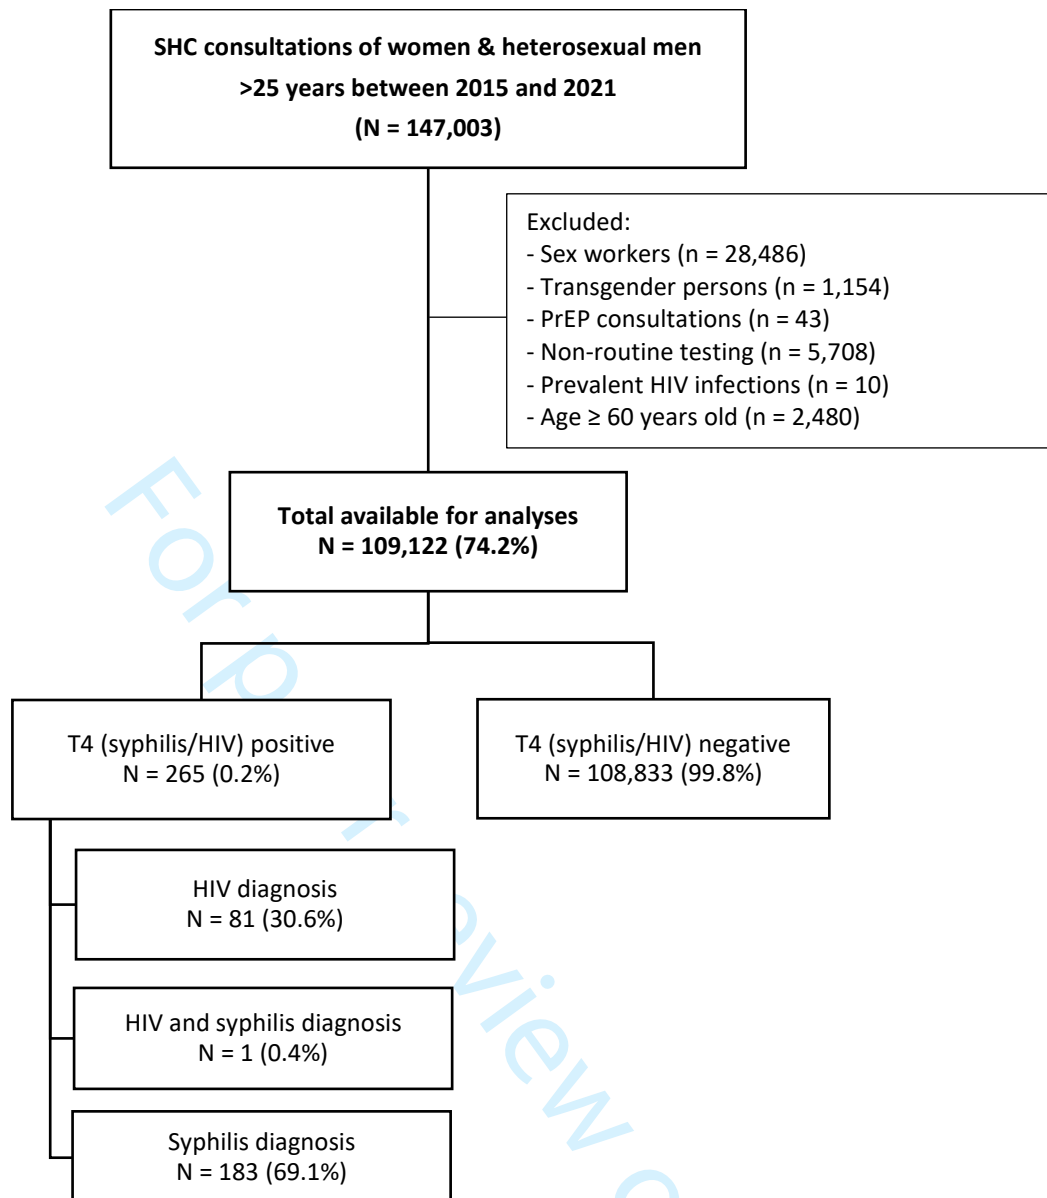 SHC consultations of women & heterosexual men
>25 years between 2015 and 2021
(N = 147,003)
Excluded:
- Sex workers (n = 28,486)
- Transgender persons (n = 1,154)
- PrEP consultations (n = 43)
- Non-routine testing (n = 5,708)
- Prevalent HIV infections (n = 10)
- Age ≥ 60 years old (n = 2,480)
Total available for analyses
N = 109,122 (74.2%)
T4 (syphilis/HIV) positive
N = 265 (0.2%)
T4 (syphilis/HIV) negative
N = 108,833 (99.8%)
HIV diagnosis
N = 81 (30.6%)
HIV and syphilis diagnosis
N = 1 (0.4%)
Syphilis diagnosis
N = 183 (69.1%)
For